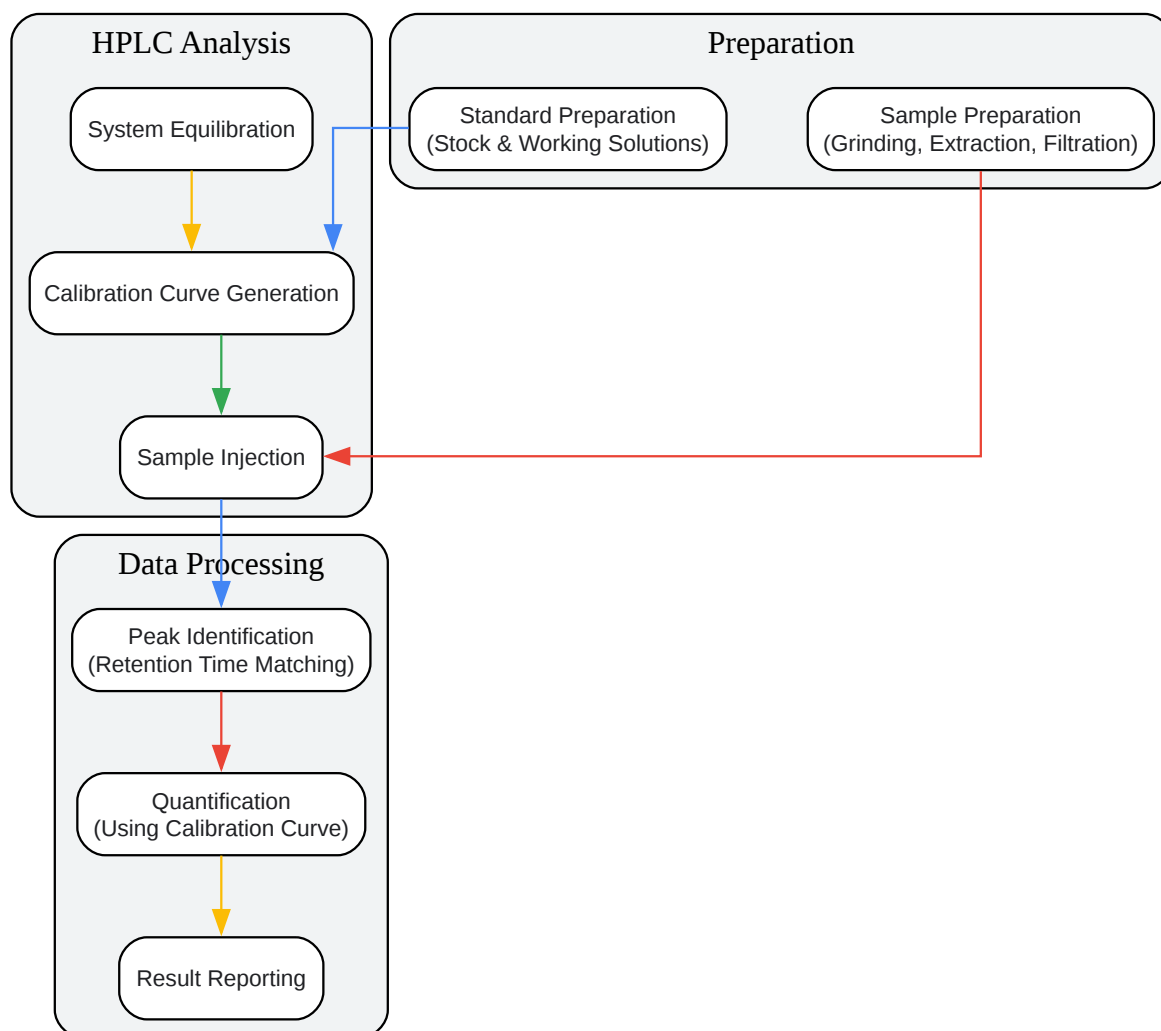 HPLC Analysis
Preparation
System Equilibration
Standard Preparation
(Stock & Working Solutions)
Sample Preparation
(Grinding, Extraction, Filtration)
Calibration Curve Generation
Sample Injection
Data Processing
Peak Identification
(Retention Time Matching)
Quantification
(Using Calibration Curve)
Result Reporting